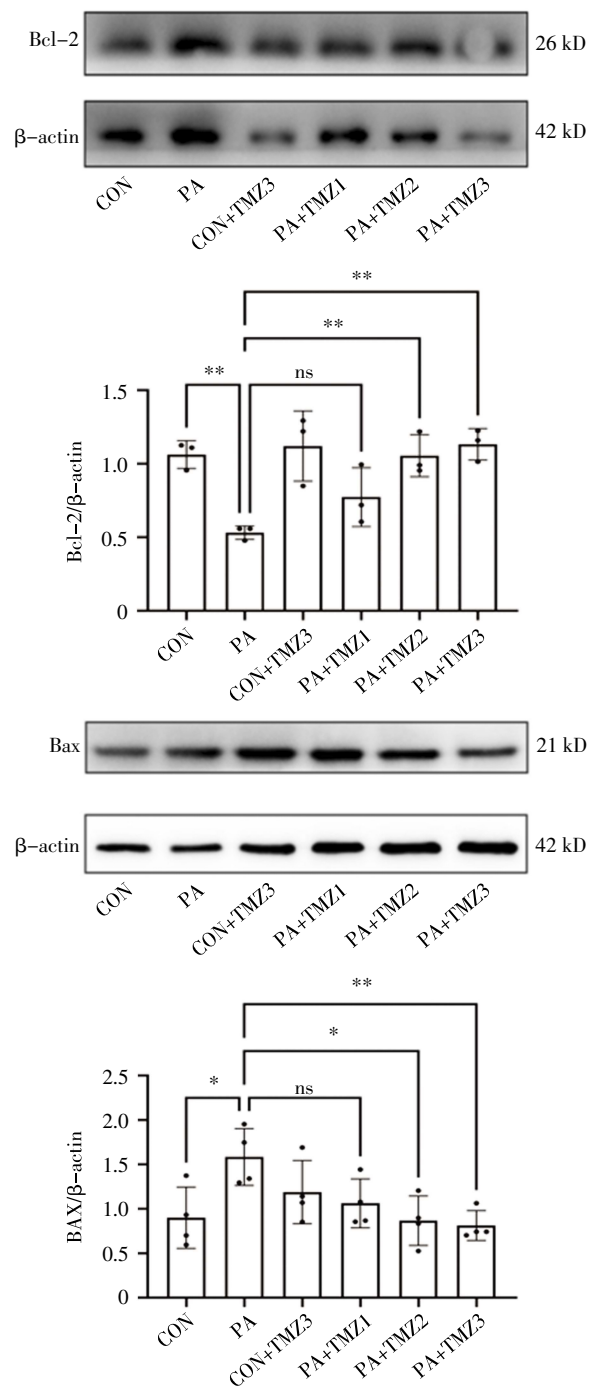 Bcl-2 26 kD
β-actin 42 kD
CON PA CON+TMZ3 PA+TMZ1 PA+TMZ2 PA+TMZ3
**
**
** ns
Bcl-2/β-actin
1.5
1.0
0.5
0
CON PA CON+TMZ3 PA+TMZ1 PA+TMZ2 PA+TMZ3
Bax 21 kD
β-actin 42 kD
CON PA CON+TMZ3 PA+TMZ1 PA+TMZ2 PA+TMZ3
**
*
* ns
BAX/β-actin
2.5
2.0
1.5
1.0
0.5
0
CON PA CON+TMZ3 PA+TMZ1 PA+TMZ2 PA+TMZ3